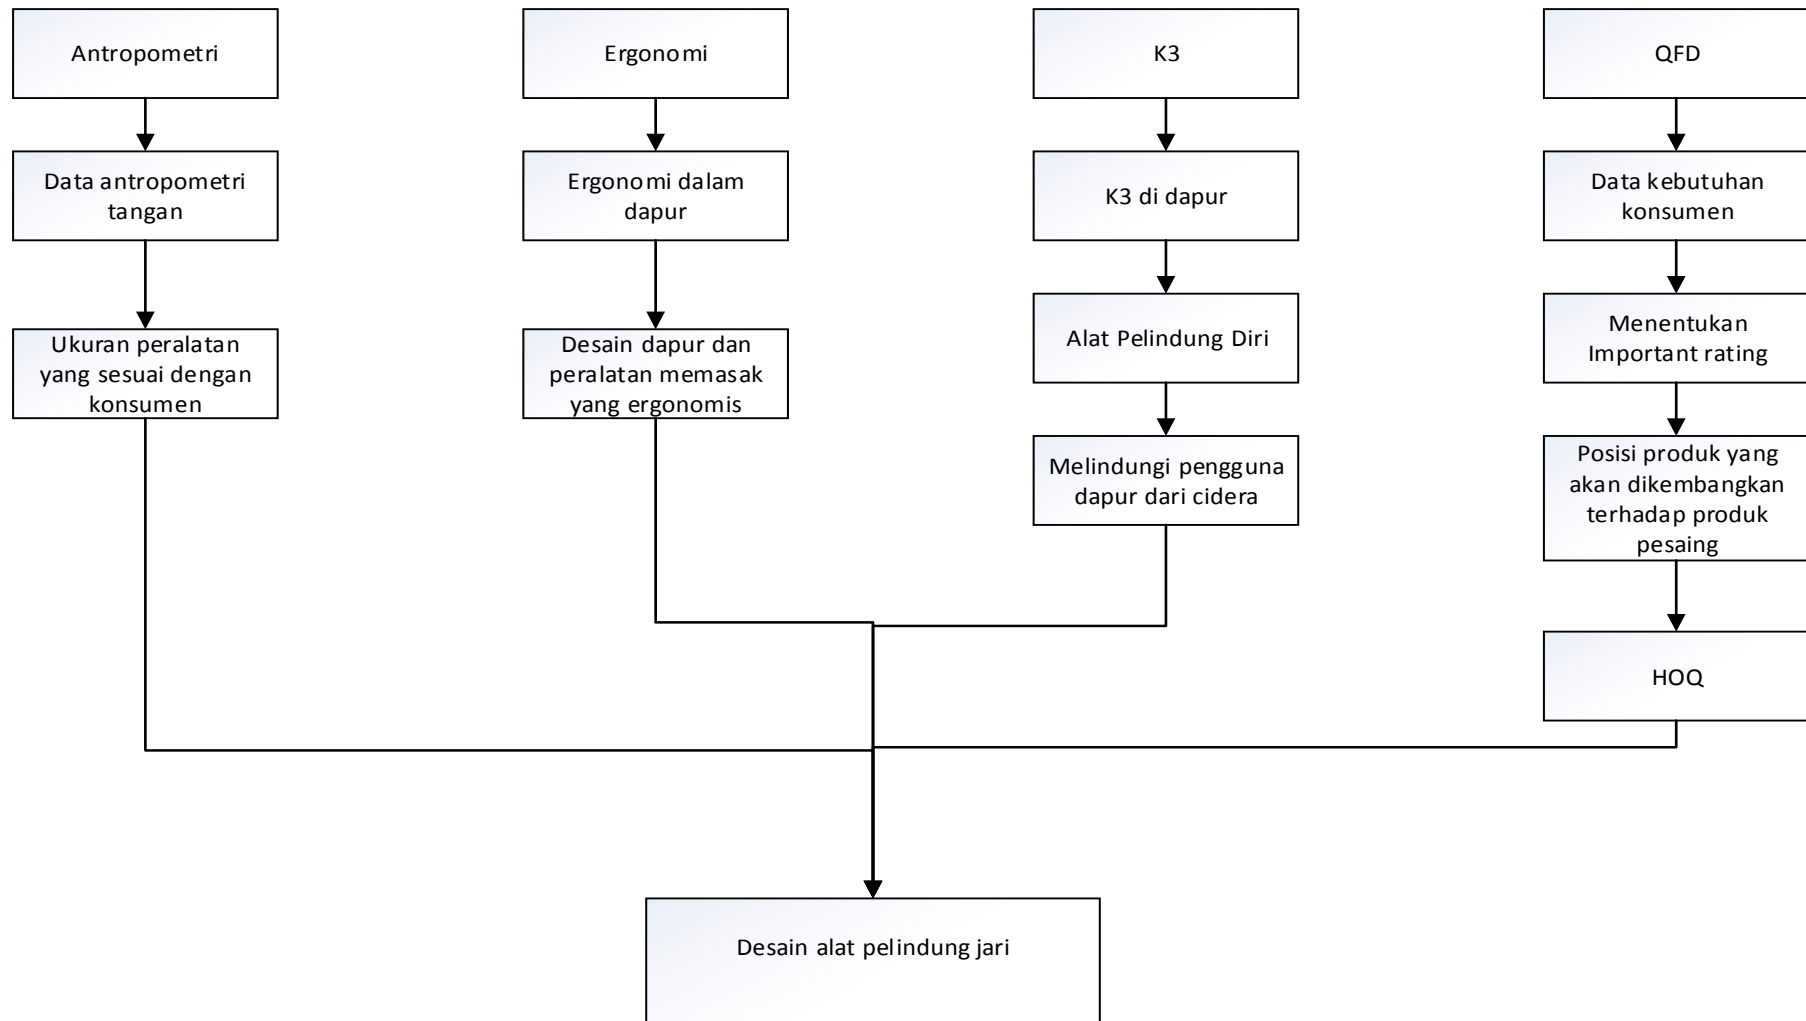 Antropometri
Ergonomi
K3
QFD
Data antropometri
tangan
Ergonomi dalam
dapur
K3 di dapur
Data kebutuhan
konsumen
Ukuran peralatan
yang sesuai dengan
konsumen
Desain dapur dan
peralatan memasak
yang ergonomis
Alat Pelindung Diri
Menentukan
Important rating
Melindungi pengguna
dapur dari cidera
Posisi produk yang
akan dikembangkan
terhadap produk
pesaing
HOQ
Desain alat pelindung jari